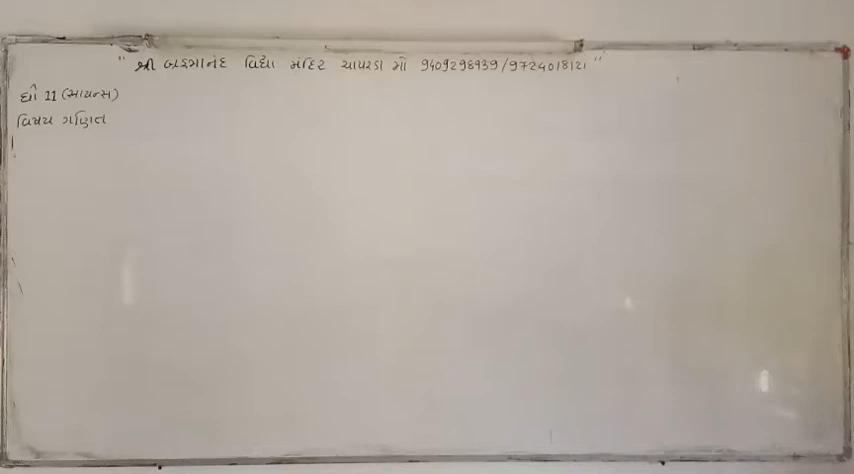 " શ્રી બ્રહ્માનંદ વિદ્યા મંદિર ચાપરડા મોં 9409298939/9724018121 "
ધો 11 (સાયન્સ)
વિષય ગણિત